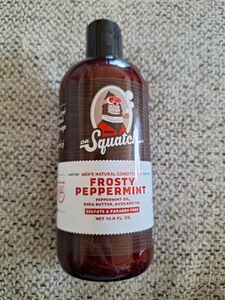 DR.
Squatch
LIMITED MEN'S NATURAL CONDITIONER
FROSTY
PEPPERMINT
PEPPERMINT OIL,
SHEA BUTTER, AVOCADO OIL
SULFATE & PARABEN FREE
NET 10.8 FL. OZ.